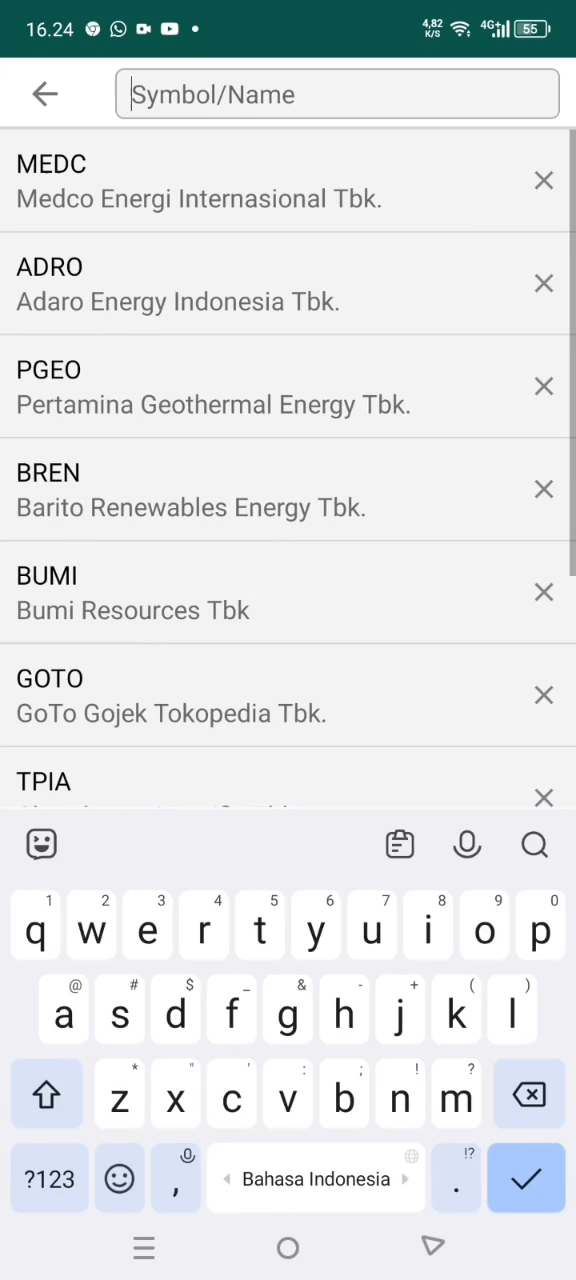 16.24
4,82 K/S 4G+ 55
Symbol/Name
MEDC
Medco Energi Internasional Tbk.
ADRO
Adaro Energy Indonesia Tbk.
PGEO
Pertamina Geothermal Energy Tbk.
BREN
Barito Renewables Energy Tbk.
BUMI
Bumi Resources Tbk
GOTO
GoTo Gojek Tokopedia Tbk.
TPIA
1 2 3 4 5 6 7 8 9 0
q w e r t y u i o p
@ # $ _ & - + ( )
a s d f g h j k l
* " ' : ; ! ?
z x c v b n m
!?
?123 , Bahasa Indonesia .